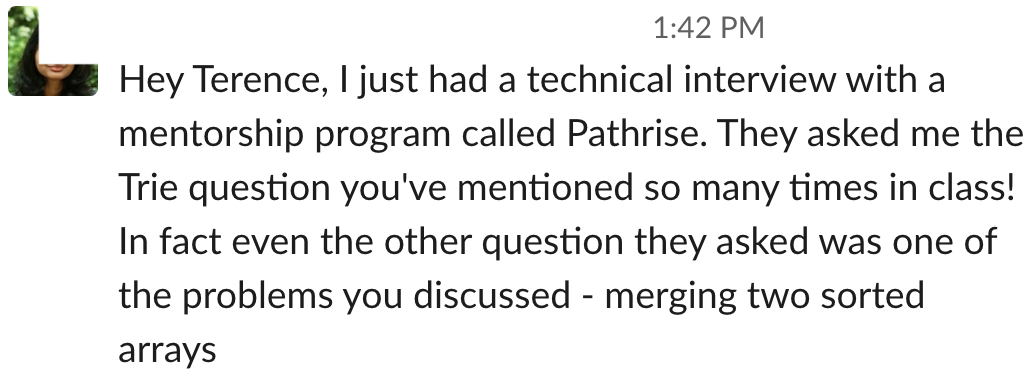 1:42 PM
Hey Terence, I just had a technical interview with a
mentorship program called Pathrise. They asked me the
Trie question you've mentioned so many times in class!
In fact even the other question they asked was one of
the problems you discussed - merging two sorted
arrays